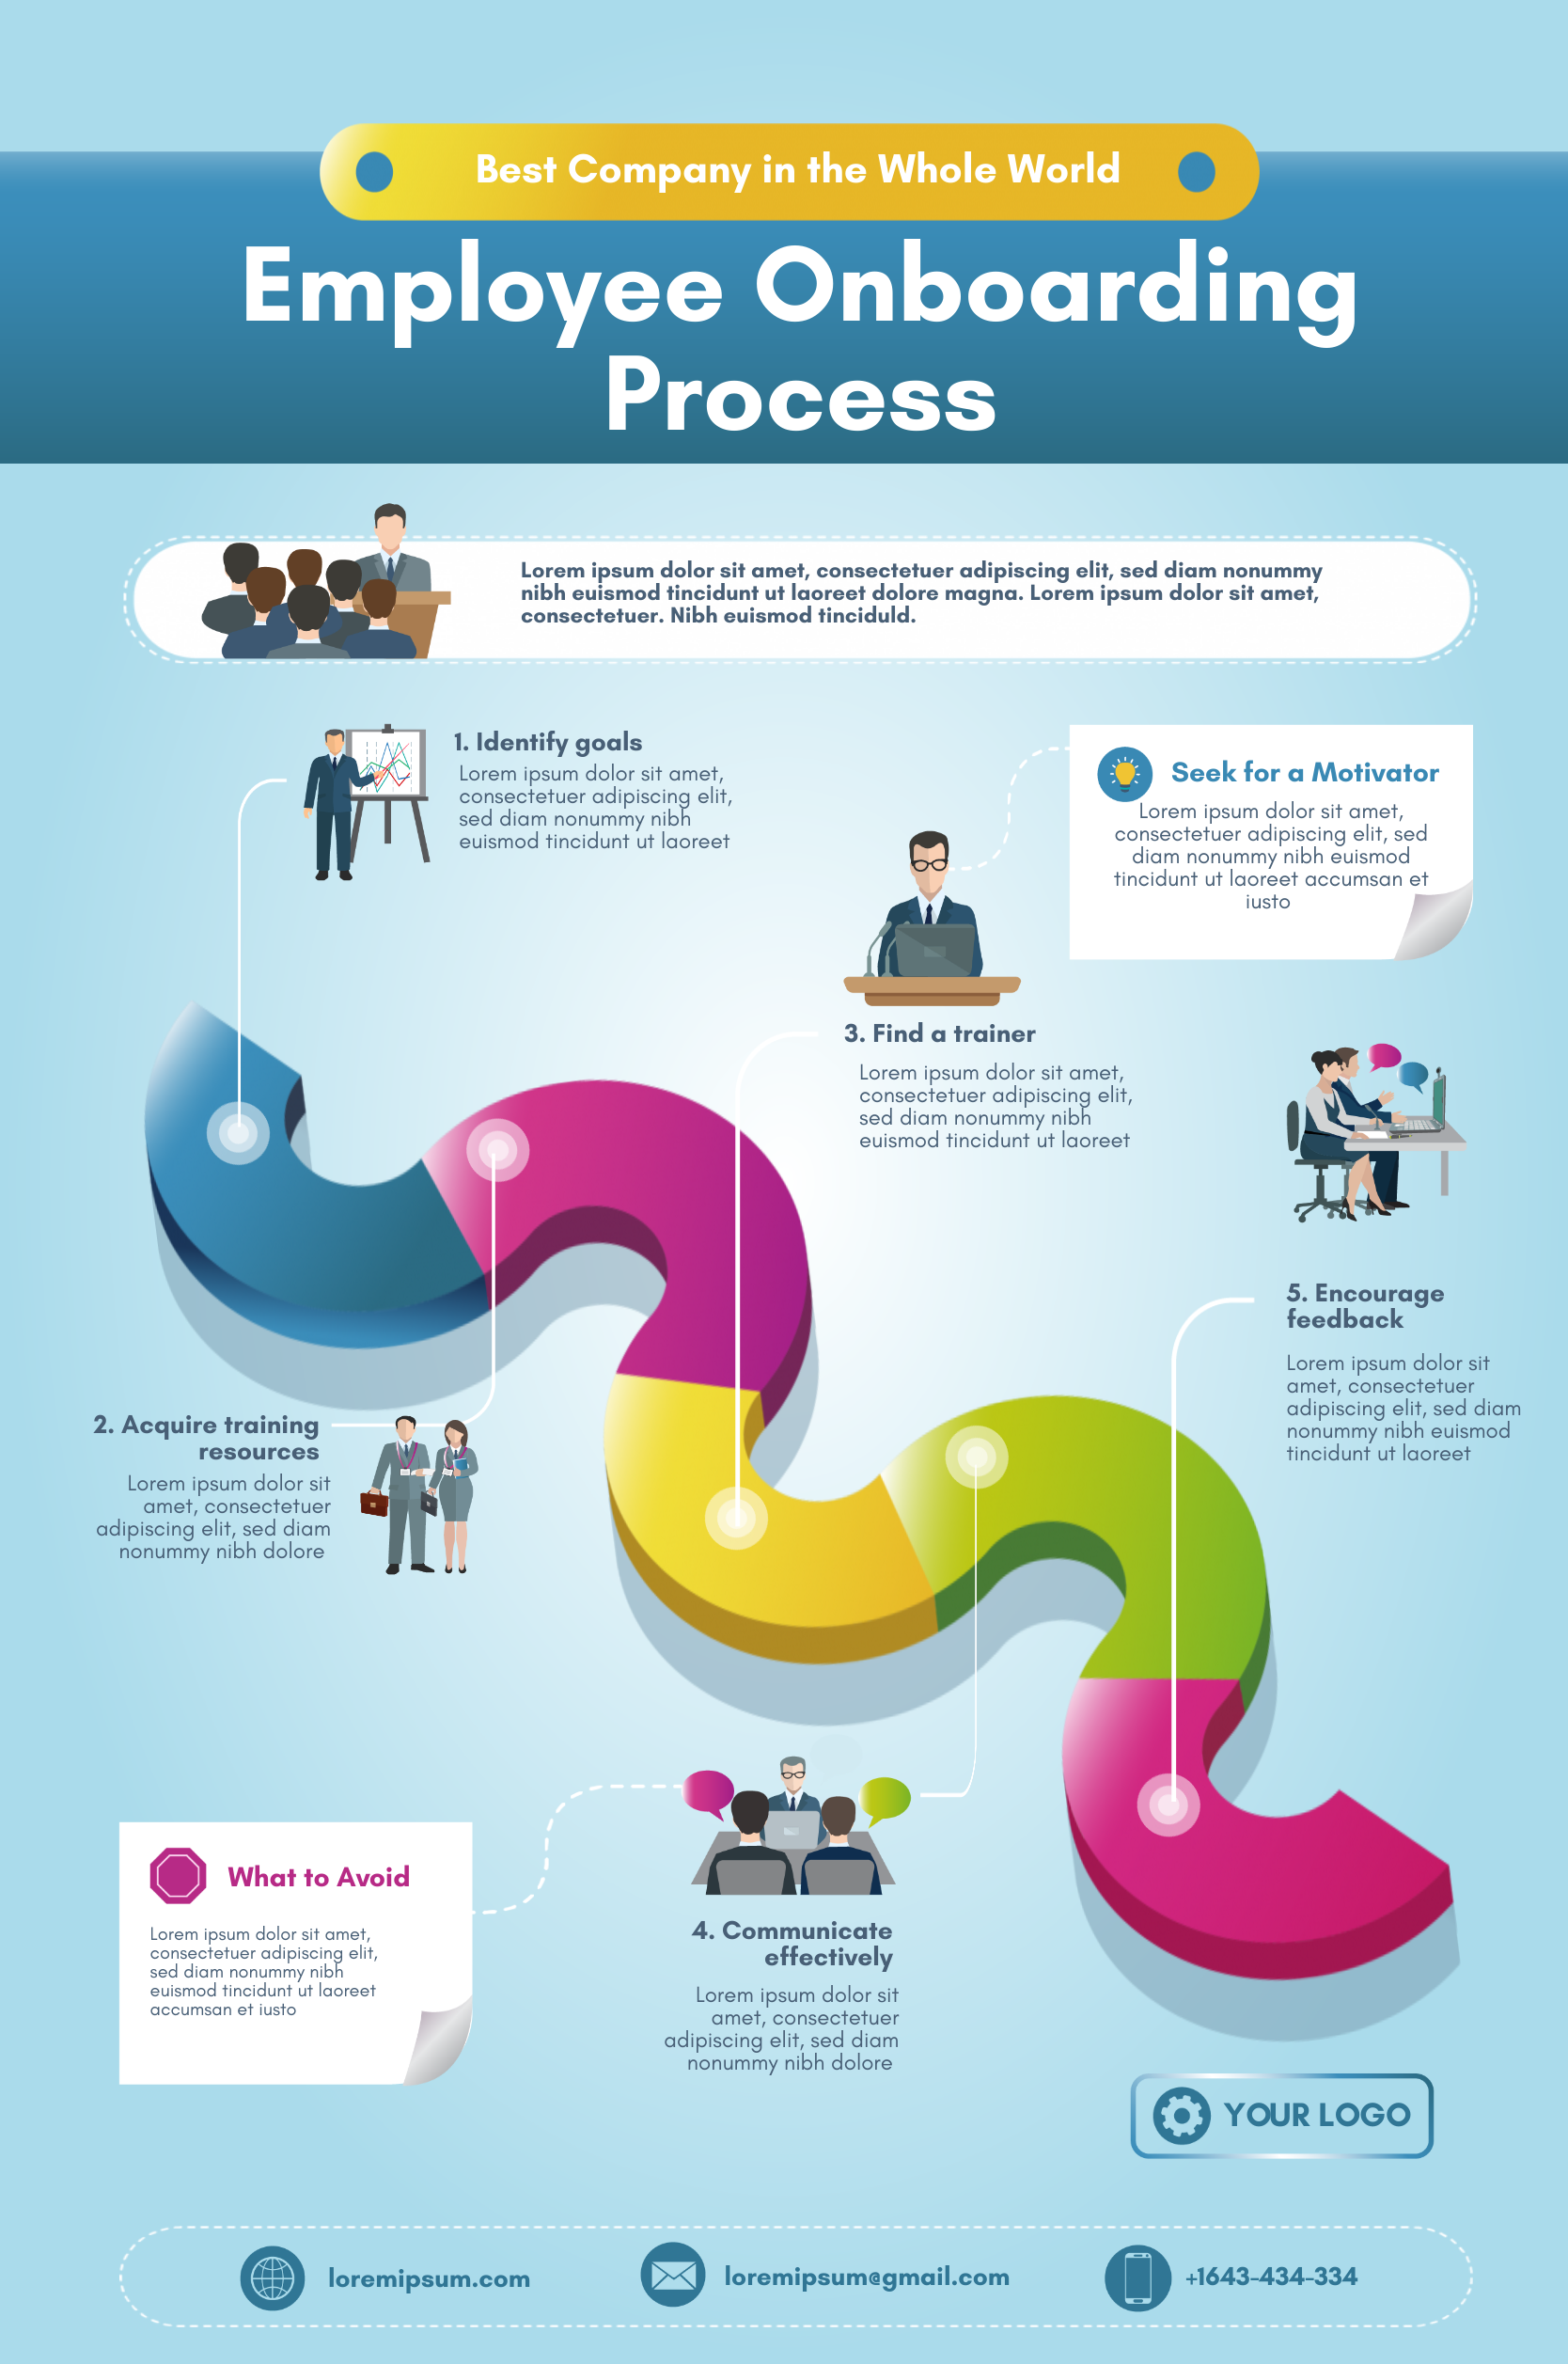 Best Company in the Whole World
Employee Onboarding
Process
Lorem ipsum dolor sit amet, consectetuer adipiscing elit, sed diam nonummy
nibh euismod tincidunt ut laoreet dolore magna. Lorem ipsum dolor sit amet,
consectetuer. Nibh euismod tinciduld.
1. Identify goals
Lorem ipsum dolor sit amet,
consectetuer adipiscing elit,
sed diam nonummy nibh
euismod tincidunt ut laoreet
Seek for a Motivator
Lorem ipsum dolor sit amet,
consectetuer adipiscing elit, sed
diam nonummy nibh euismod
tincidunt ut laoreet accumsan et
iusto
3. Find a trainer
Lorem ipsum dolor sit amet,
consectetuer adipiscing elit,
sed diam nonummy nibh
euismod tincidunt ut laoreet
5. Encourage
feedback
Lorem ipsum dolor sit
amet, consectetuer
adipiscing elit, sed diam
nonummy nibh euismod
tincidunt ut laoreet
2. Acquire training
resources
Lorem ipsum dolor sit
amet, consectetuer
adipiscing elit, sed diam
nonummy nibh dolore
What to Avoid
Lorem ipsum dolor sit amet,
consectetuer adipiscing elit,
sed diam nonummy nibh
euismod tincidunt ut laoreet
accumsan et iusto
4. Communicate
effectively
Lorem ipsum dolor sit
amet, consectetuer
adipiscing elit, sed diam
nonummy nibh dolore
YOUR LOGO
loremipsum.com
loremipsum@gmail.com
+1643-434-334